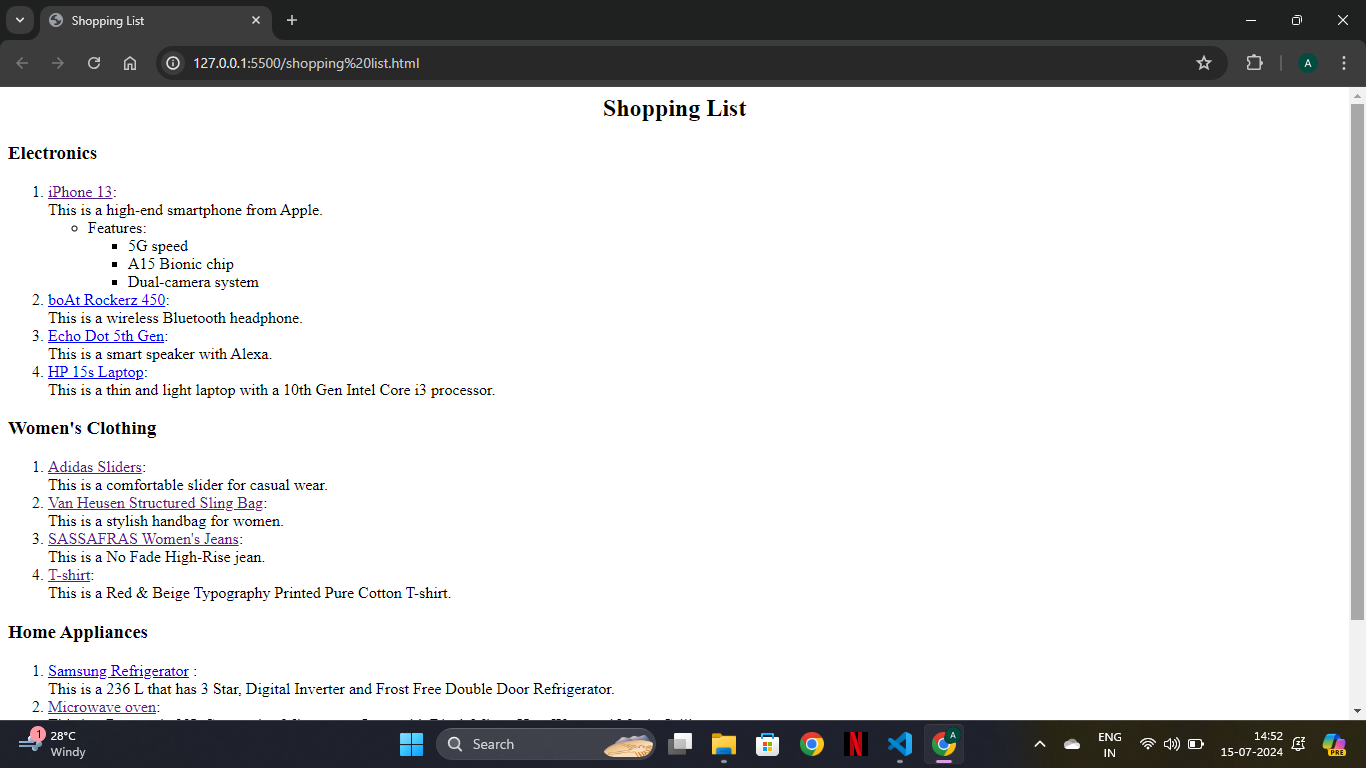 Shopping List
127.0.0.1:5500/shopping%20list.html
A
Shopping List
Electronics
1. iPhone 13:
This is a high-end smartphone from Apple.
Features:
5G speed
A15 Bionic chip
Dual-camera system
2. boAt Rockerz 450:
This is a wireless Bluetooth headphone.
3. Echo Dot 5th Gen:
This is a smart speaker with Alexa.
4. HP 15s Laptop:
This is a thin and light laptop with a 10th Gen Intel Core i3 processor.
Women's Clothing
1. Adidas Sliders:
This is a comfortable slider for casual wear.
2. Van Heusen Structured Sling Bag:
This is a stylish handbag for women.
3. SASSAFRAS Women's Jeans:
This is a No Fade High-Rise jean.
4. T-shirt:
This is a Red & Beige Typography Printed Pure Cotton T-shirt.
Home Appliances
1. Samsung Refrigerator :
This is a 236 L that has 3 Star, Digital Inverter and Frost Free Double Door Refrigerator.
2. Microwave oven:
1
28°C
Windy
Search
N
A
ENG
IN
14:52
15-07-2024
PRE